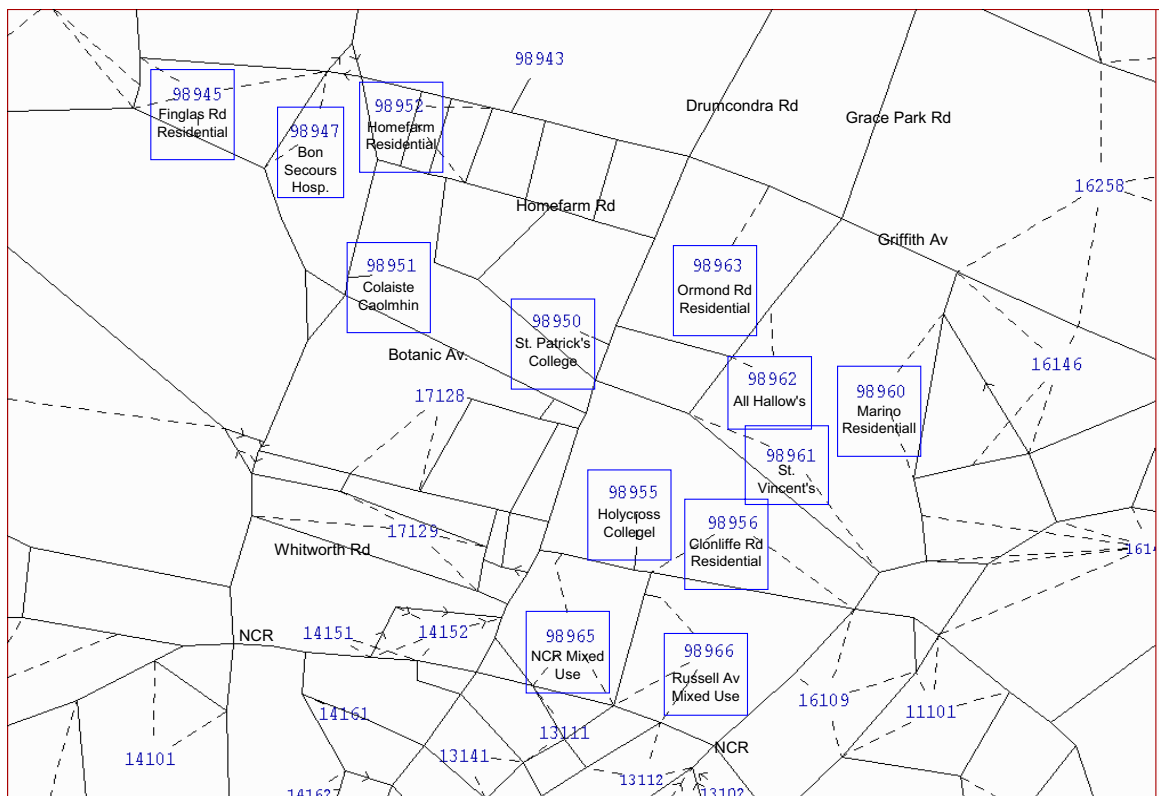 98943
98945
Finglas Rd
Residential
98952
Homefarm
Residential
Drumcondra Rd
Grace Park Rd
98947
Bon
Secours
Hosp.
16258
Homefarm Rd
Griffith Av
98951
Colaiste
Caolmhin
98963
Ormond Rd
Residential
98950
St. Patrick's
College
Botanic Av.
16146
98962
All Hallow's
98960
Marino
Residentiall
17128
98961
St.
Vincent's
98955
Holycross
Collegel
98956
Clonliffe Rd
Residential
17129
Whitworth Rd
NCR
14151
14152
98965
NCR Mixed
Use
98966
Russell Av
Mixed Use
16109
11101
14161
13111
NCR
14101
13141
13112
13102